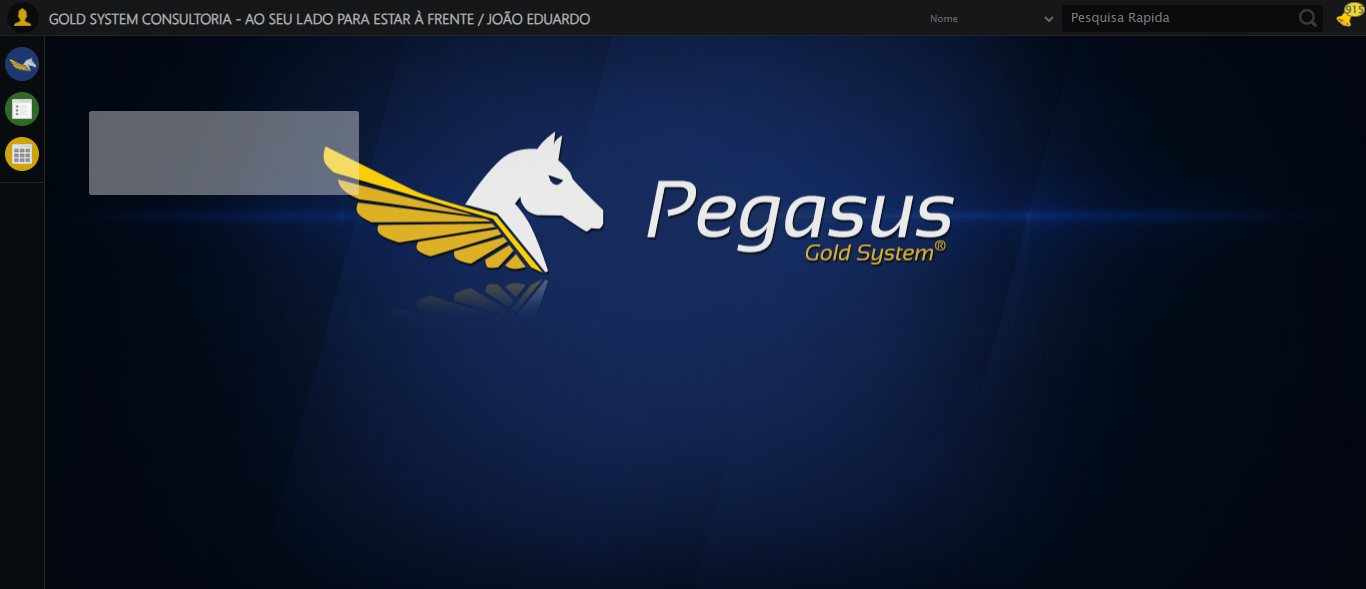 GOLD SYSTEM CONSULTORIA - AO SEU LADO PARA ESTAR À FRENTE / JOÃO EDUARDO
Nome
Pesquisa Rapida
915
Pegasus
Gold System®